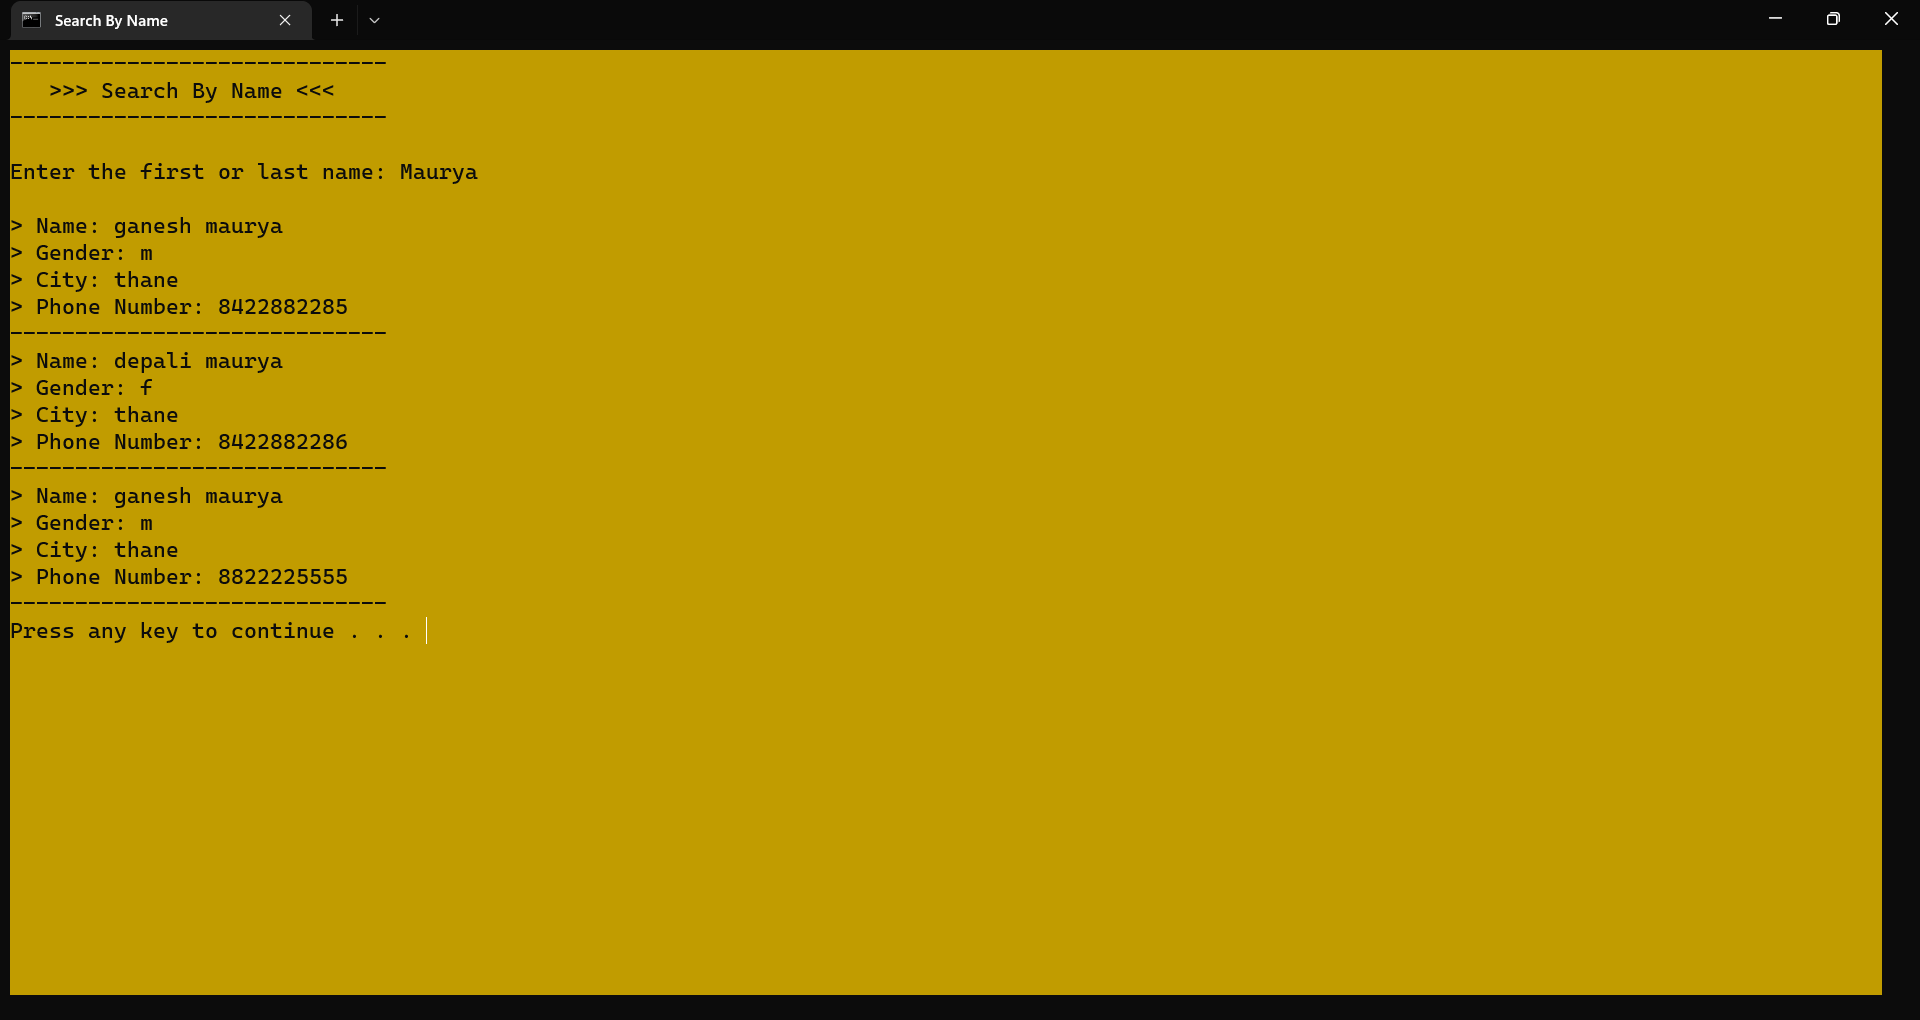 Search By Name
-----------------------------
>>> Search By Name <<<
-----------------------------
Enter the first or last name: Maurya
> Name: ganesh maurya
> Gender: m
> City: thane
> Phone Number: 8422882285
-----------------------------
> Name: depali maurya
> Gender: f
> City: thane
> Phone Number: 8422882286
-----------------------------
> Name: ganesh maurya
> Gender: m
> City: thane
> Phone Number: 8822225555
-----------------------------
Press any key to continue . . .